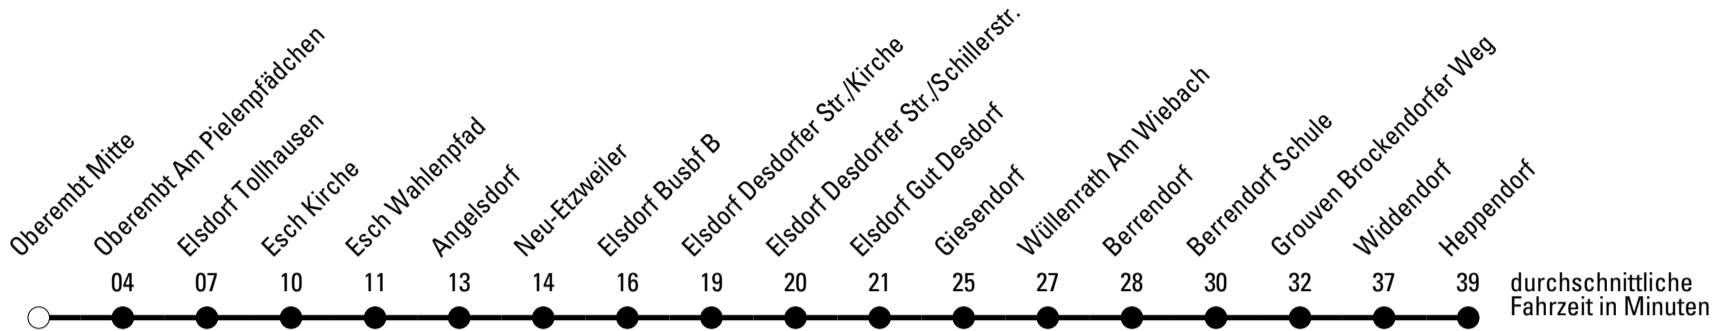 Oberembt Mitte
Oberembt Am Pielenpfädchen
Elsdorf Tollhausen
Esch Kirche
Esch Wahlenpfad
Angelsdorf
Neu-Etzweiler
Elsdorf Busbf B
Elsdorf Desdorfer Str./Kirche
Elsdorf Desdorfer Str./Schillerstr.
Elsdorf Gut Desdorf
Giesendorf
Wüllenrath Am Wiebach
Berrendorf
Berrendorf Schule
Grouven Brockendorfer Weg
Widdendorf
Heppendorf
04 07 10 11 13 14 16 19 20 21 25 27 28 30 32 37 39
durchschnittliche
Fahrzeit in Minuten